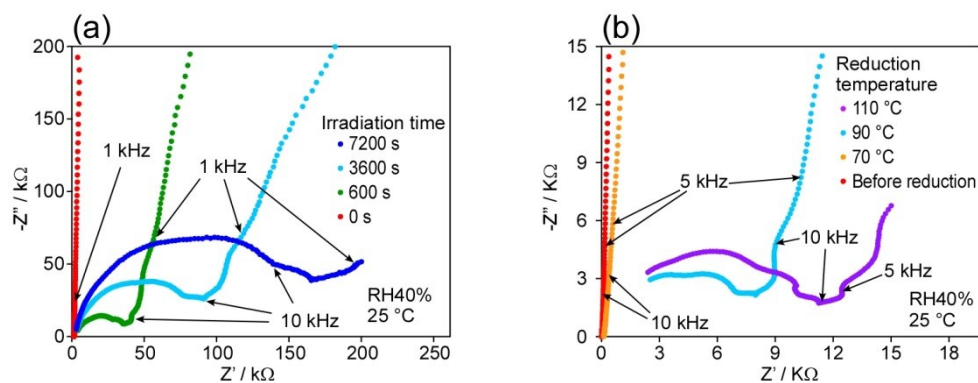 (a)
200
150
100
50
0
-Z″ / kΩ
0
50
100
150
200
250
Z′ / kΩ
Irradiation time
7200 s
3600 s
600 s
0 s
1 kHz
1 kHz
10 kHz
RH40%
25 °C
(b)
15
12
9
6
3
0
-Z″ / KΩ
0
3
6
9
12
15
18
Z′ / KΩ
Reduction
temperature
110 °C
90 °C
70 °C
Before reduction
5 kHz
10 kHz
5 kHz
10 kHz
RH40%
25 °C